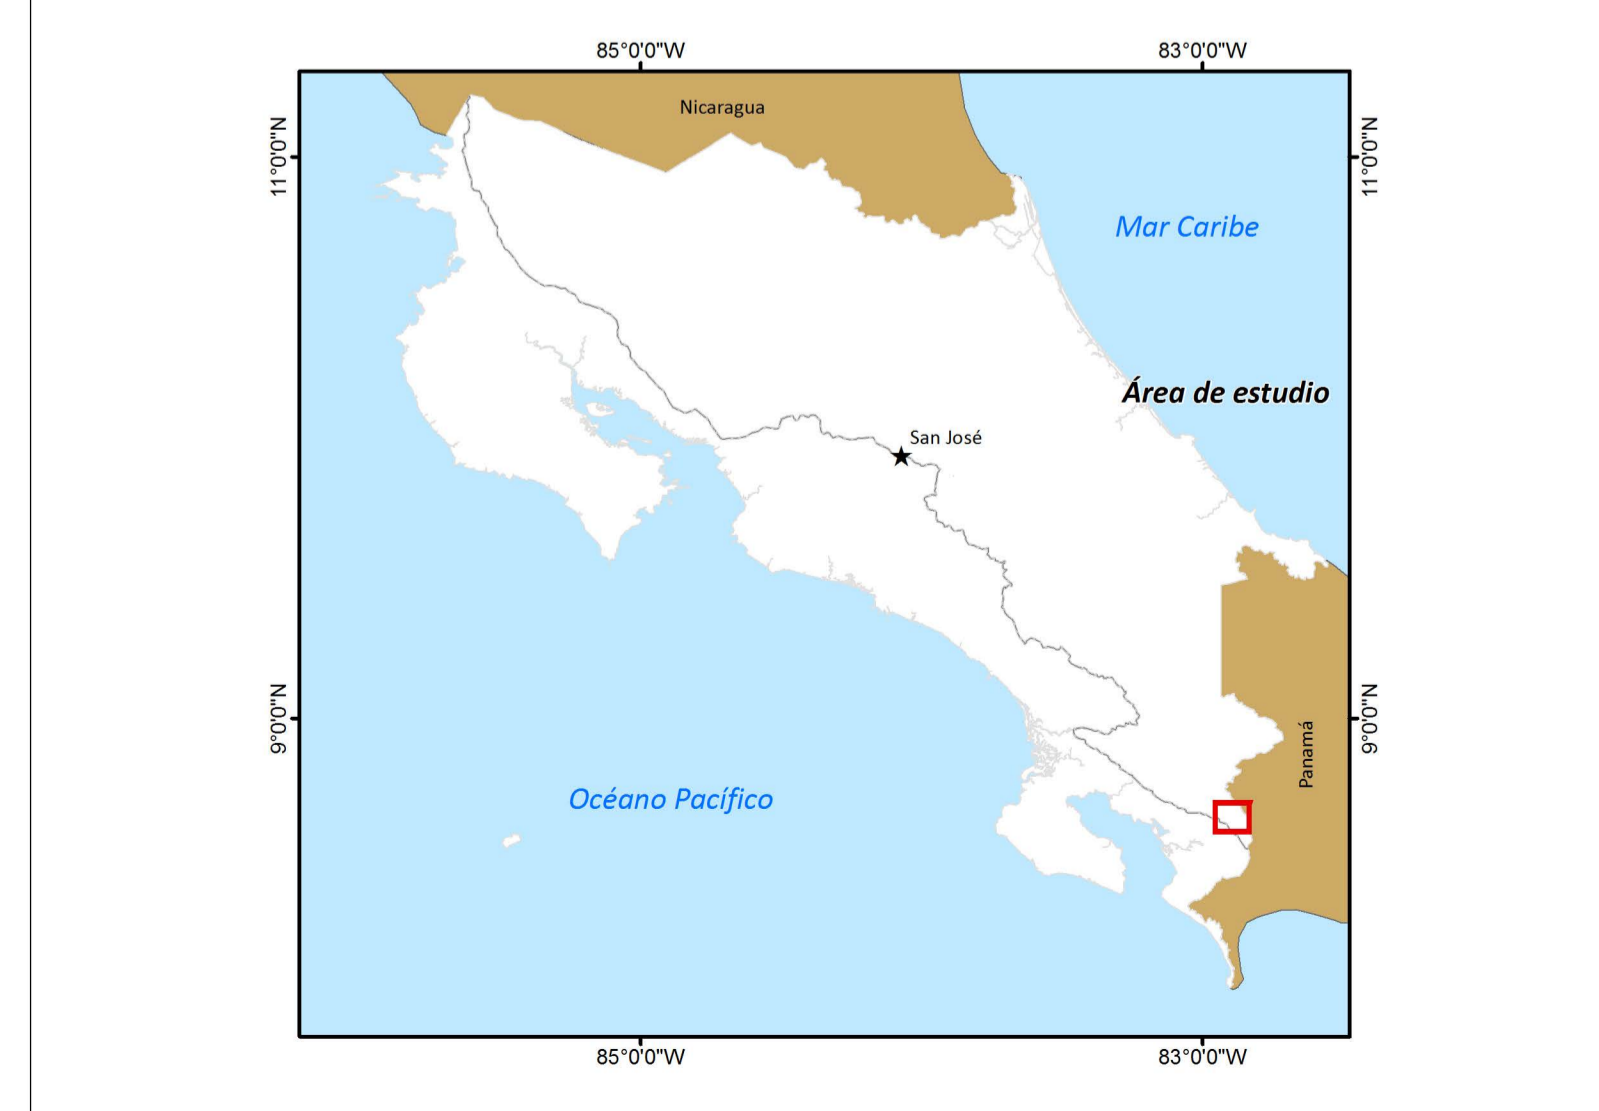 85°0'0"W
83°0'0"W
Nicaragua
11°0'0"N
11°0'0"N
Mar Caribe
Área de estudio
San José
9°0'0"N
9°0'0"N
Panamá
Océano Pacífico
85°0'0"W
83°0'0"W